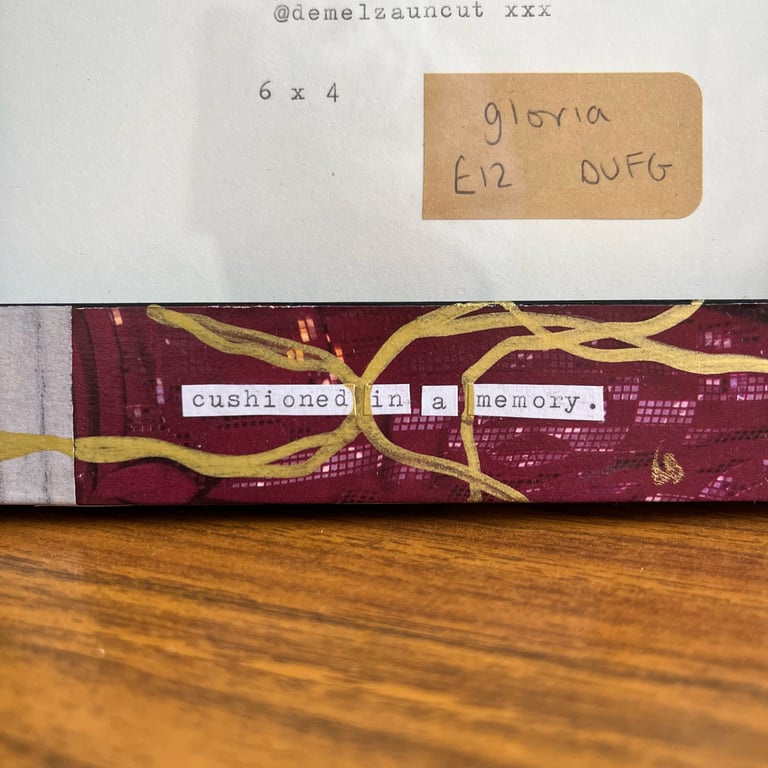 @demelzauncut xxx
6 x 4
gloria
E12 DUFG
cushioned in a memory.